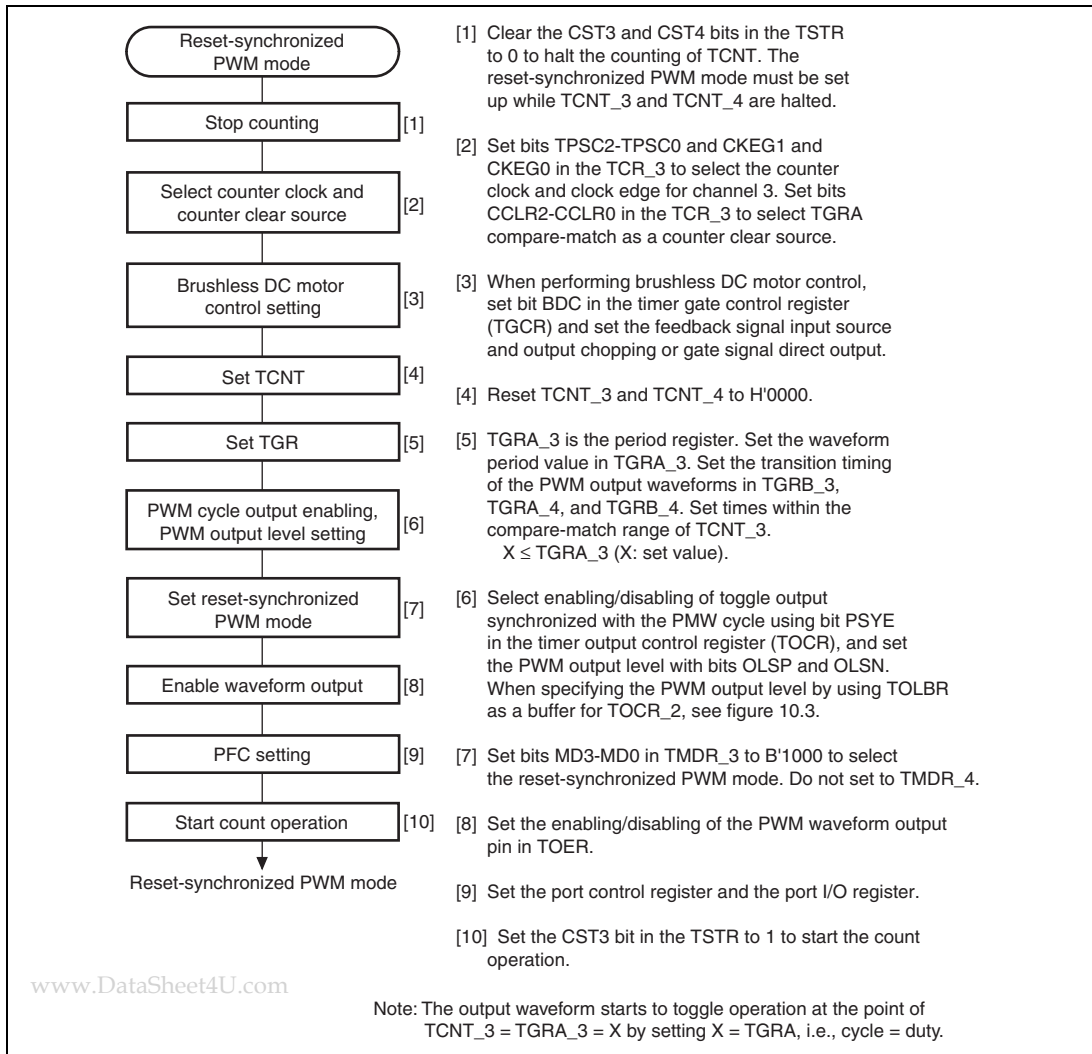 Reset-synchronized
PWM mode
Stop counting
[1]
Select counter clock and
counter clear source
[2]
Brushless DC motor
control setting
[3]
Set TCNT
[4]
Set TGR
[5]
PWM cycle output enabling,
PWM output level setting
[6]
Set reset-synchronized
PWM mode
[7]
Enable waveform output
[8]
PFC setting
[9]
Start count operation
[10]
Reset-synchronized PWM mode
[1] Clear the CST3 and CST4 bits in the TSTR
to 0 to halt the counting of TCNT. The
reset-synchronized PWM mode must be set
up while TCNT_3 and TCNT_4 are halted.
[2] Set bits TPSC2-TPSC0 and CKEG1 and
CKEG0 in the TCR_3 to select the counter
clock and clock edge for channel 3. Set bits
CCLR2-CCLR0 in the TCR_3 to select TGRA
compare-match as a counter clear source.
[3] When performing brushless DC motor control,
set bit BDC in the timer gate control register
(TGCR) and set the feedback signal input source
and output chopping or gate signal direct output.
[4] Reset TCNT_3 and TCNT_4 to H'0000.
[5] TGRA_3 is the period register. Set the waveform
period value in TGRA_3. Set the transition timing
of the PWM output waveforms in TGRB_3,
TGRA_4, and TGRB_4. Set times within the
compare-match range of TCNT_3.
X ≤ TGRA_3 (X: set value).
[6] Select enabling/disabling of toggle output
synchronized with the PMW cycle using bit PSYE
in the timer output control register (TOCR), and set
the PWM output level with bits OLSP and OLSN.
When specifying the PWM output level by using TOLBR
as a buffer for TOCR_2, see figure 10.3.
[7] Set bits MD3-MD0 in TMDR_3 to B'1000 to select
the reset-synchronized PWM mode. Do not set to TMDR_4.
[8] Set the enabling/disabling of the PWM waveform output
pin in TOER.
[9] Set the port control register and the port I/O register.
[10] Set the CST3 bit in the TSTR to 1 to start the count
operation.
www.DataSheet4U.com
Note: The output waveform starts to toggle operation at the point of
TCNT_3 = TGRA_3 = X by setting X = TGRA, i.e., cycle = duty.